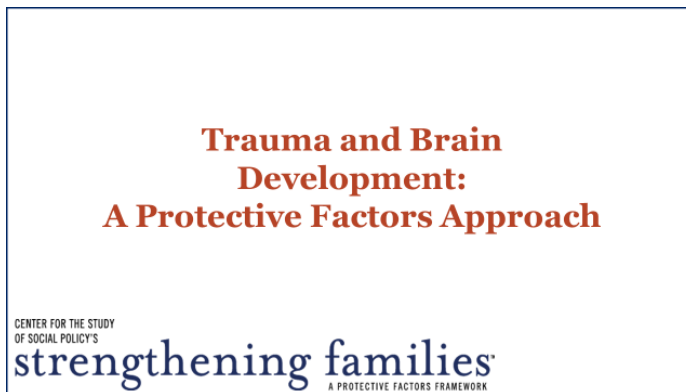 Trauma and Brain
Development:
A Protective Factors Approach
CENTER FOR THE STUDY
OF SOCIAL POLICY'S
strengthening families
A PROTECTIVE FACTORS FRAMEWORK